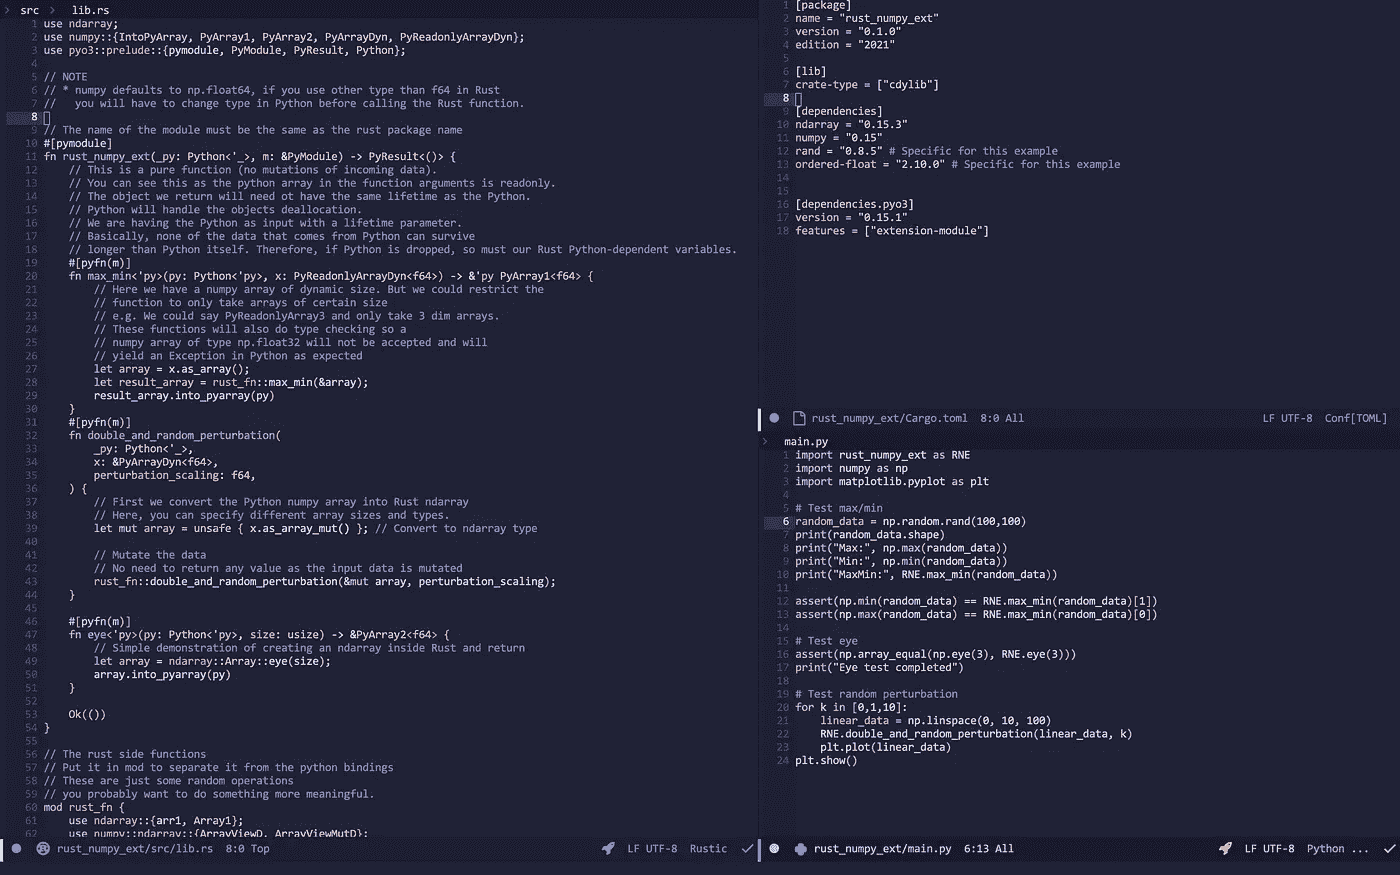 src lib.rs
1 use ndarray;
2 use numpy::{IntoPyArray, PyArray1, PyArray2, PyArrayDyn, PyReadonlyArrayDyn};
3 use pyo3::prelude::{pymodule, PyModule, PyResult, Python};
4
5 // NOTE
6 // * numpy defaults to np.float64, if you use other type than f64 in Rust
7 //   you will have to change type in Python before calling the Rust function.
8
9 // The name of the module must be the same as the rust package name
10 #[pymodule]
11 fn rust_numpy_ext(_py: Python<'_>, m: &PyModule) -> PyResult<()> {
12     // This is a pure function (no mutations of incoming data).
13     // You can see this as the python array in the function arguments is readonly.
14     // The object we return will need ot have the same lifetime as the Python.
15     // Python will handle the objects deallocation.
16     // We are having the Python as input with a lifetime parameter.
17     // Basically, none of the data that comes from Python can survive
18     // longer than Python itself. Therefore, if Python is dropped, so must our Rust Python-dependent variables.
19     #[pyfn(m)]
20     fn max_min<'py>(py: Python<'py>, x: PyReadonlyArrayDyn<f64>) -> &'py PyArray1<f64> {
21         // Here we have a numpy array of dynamic size. But we could restrict the
22         // function to only take arrays of certain size
23         // e.g. We could say PyReadonlyArray3 and only take 3 dim arrays.
24         // These functions will also do type checking so a
25         // numpy array of type np.float32 will not be accepted and will
26         // yield an Exception in Python as expected
27         let array = x.as_array();
28         let result_array = rust_fn::max_min(&array);
29         result_array.into_pyarray(py)
30     }
31     #[pyfn(m)]
32     fn double_and_random_perturbation(
33         _py: Python<'_>,
34         x: &PyArrayDyn<f64>,
35         perturbation_scaling: f64,
36     ) {
37         // First we convert the Python numpy array into Rust ndarray
38         // Here, you can specify different array sizes and types.
39         let mut array = unsafe { x.as_array_mut() }; // Convert to ndarray type
40
41         // Mutate the data
42         // No need to return any value as the input data is mutated
43         rust_fn::double_and_random_perturbation(&mut array, perturbation_scaling);
44     }
45
46     #[pyfn(m)]
47     fn eye<'py>(py: Python<'py>, size: usize) -> &PyArray2<f64> {
48         // Simple demonstration of creating an ndarray inside Rust and return
49         let array = ndarray::Array::eye(size);
50         array.into_pyarray(py)
51     }
52
53     Ok(())
54 }
55
56 // The rust side functions
57 // Put it in mod to separate it from the python bindings
58 // These are just some random operations
59 // you probably want to do something more meaningful.
60 mod rust_fn {
61     use ndarray::{arr1, Array1};
62     use numpy::ndarray::{ArrayViewD, ArrayViewMutD};
rust_numpy_ext/src/lib.rs 8:0 Top LF UTF-8 Rustic
1 [package]
2 name = "rust_numpy_ext"
3 version = "0.1.0"
4 edition = "2021"
5
6 [lib]
7 crate-type = ["cdylib"]
8
9 [dependencies]
10 ndarray = "0.15.3"
11 numpy = "0.15"
12 rand = "0.8.5" # Specific for this example
13 ordered-float = "2.10.0" # Specific for this example
14
15
16 [dependencies.pyo3]
17 version = "0.15.1"
18 features = ["extension-module"]
rust_numpy_ext/Cargo.toml 8:0 All LF UTF-8 Conf[TOML]
main.py
1 import rust_numpy_ext as RNE
2 import numpy as np
3 import matplotlib.pyplot as plt
4
5 # Test max/min
6 random_data = np.random.rand(100,100)
7 print(random_data.shape)
8 print("Max:", np.max(random_data))
9 print("Min:", np.min(random_data))
10 print("MaxMin:", RNE.max_min(random_data))
11
12 assert(np.min(random_data) == RNE.max_min(random_data)[1])
13 assert(np.max(random_data) == RNE.max_min(random_data)[0])
14
15 # Test eye
16 assert(np.array_equal(np.eye(3), RNE.eye(3)))
17 print("Eye test completed")
18
19 # Test random perturbation
20 for k in [0,1,10]:
21     linear_data = np.linspace(0, 10, 100)
22     RNE.double_and_random_perturbation(linear_data, k)
23     plt.plot(linear_data)
24 plt.show()
rust_numpy_ext/main.py 6:13 All LF UTF-8 Python ...